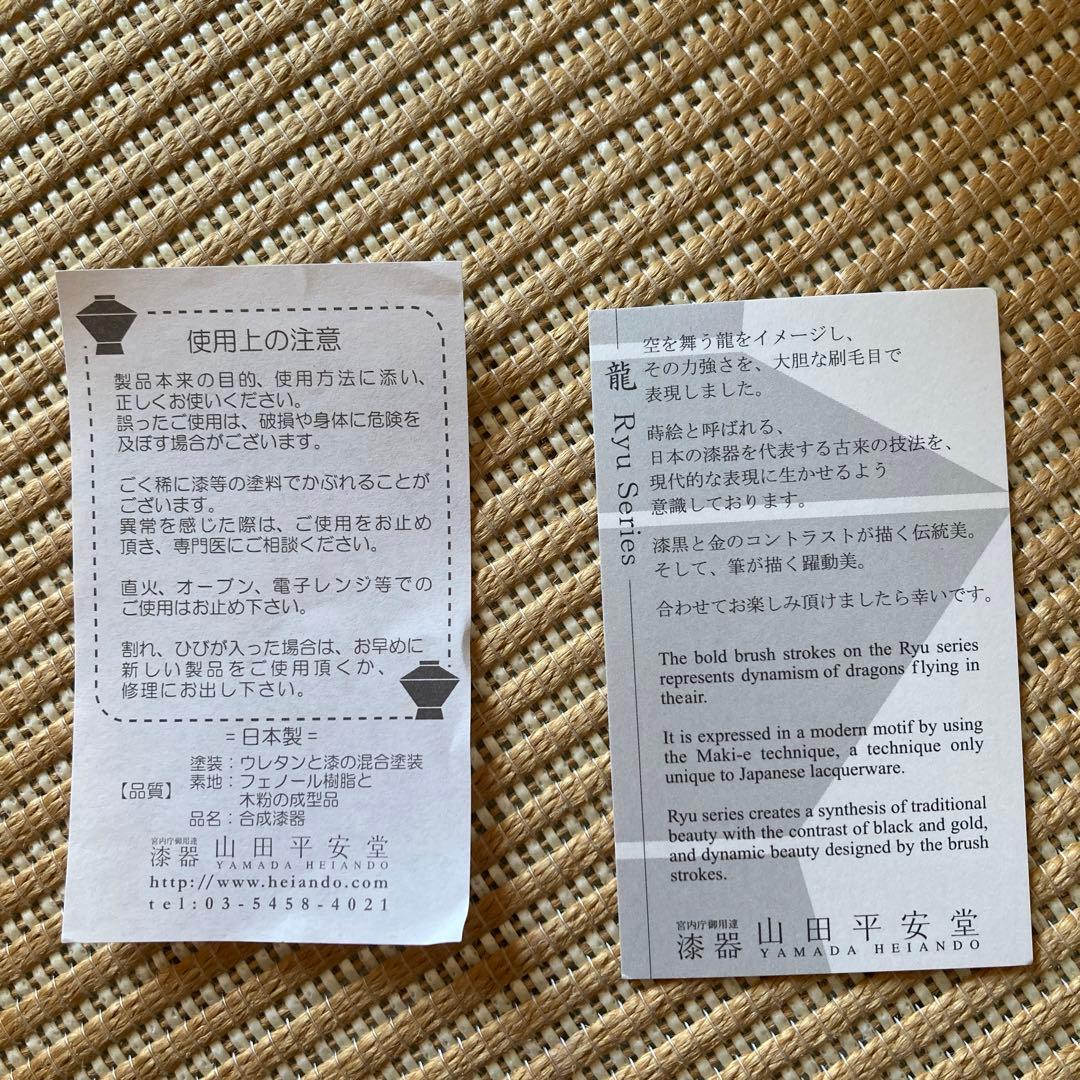 使用上の注意
製品本来の目的、使用方法に添い、
正しくお使いください。
誤ったご使用は、破損や身体に危険を
及ぼす場合がございます。
ごく稀に漆等の塗料でかぶれることが
ございます。
異常を感じた際は、ご使用をお止め
頂き、専門医にご相談ください。
直火、オーブン、電子レンジ等での
ご使用はお止め下さい。
割れ、ひびが入った場合は、お早めに
新しい製品をご使用頂くか、
修理にお出し下さい。
=日本製=
塗装:ウレタンと漆の混合塗装
【品質】 素地:フェノール樹脂と
木粉の成型品
品名:合成漆器
宮内庁御用達
漆器 山田平安堂
YAMADA HEIANDO
http://www.heiando.com
tel:03-5458-4021
龍 Ryu Series
空を舞う龍をイメージし、
その力強さを、大胆な刷毛目で
表現しました。
蒔絵と呼ばれる、
日本の漆器を代表する古来の技法を、
現代的な表現に生かせるよう
意識しております。
漆黒と金のコントラストが描く伝統美。
そして、筆が描く躍動美。
合わせてお楽しみ頂けましたら幸いです。
The bold brush strokes on the Ryu series
represents dynamism of dragons flying in
theair.
It is expressed in a modern motif by using
the Maki-e technique, a technique only
unique to Japanese lacquerware.
Ryu series creates a synthesis of traditional
beauty with the contrast of black and gold,
and dynamic beauty designed by the brush
strokes.
宮内庁御用達
漆器 山田平安堂
YAMADA HEIANDO